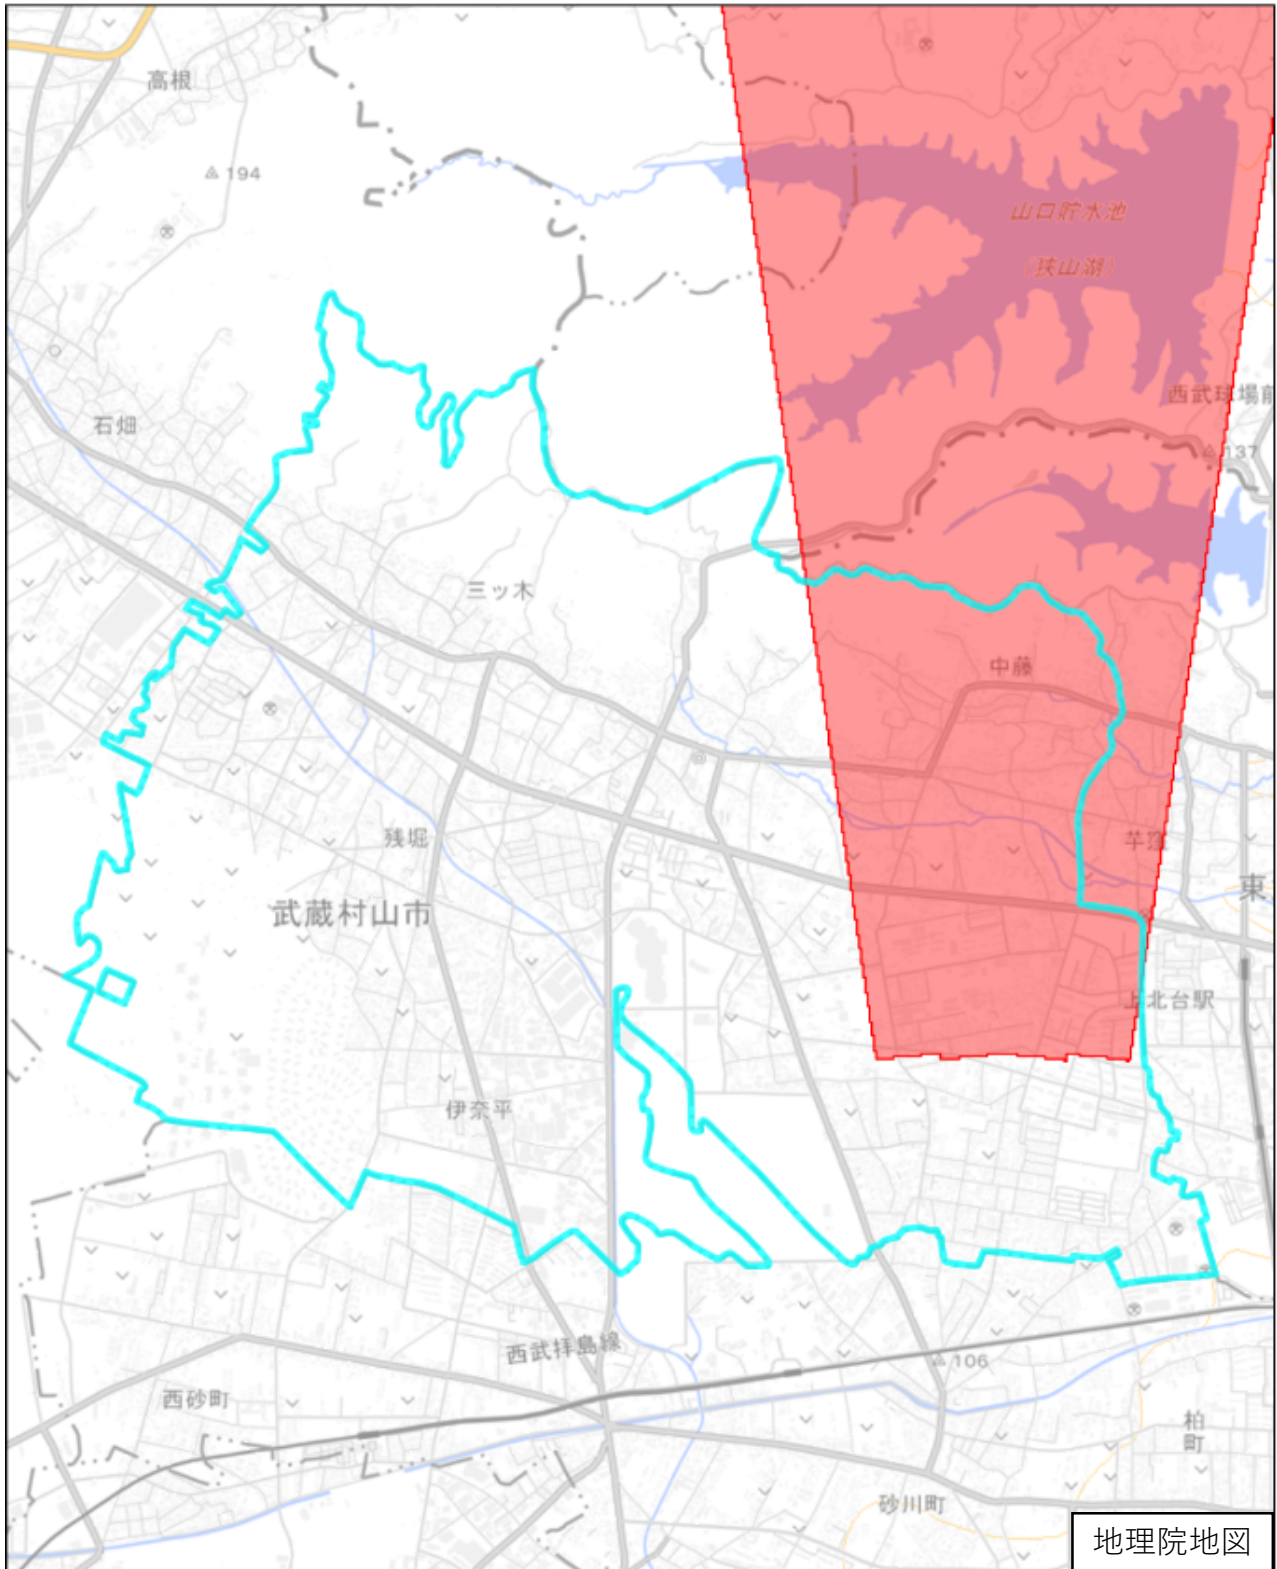 高根
194
山口貯水池
(狭山湖)
西武球場前
137
石畑
三ッ木
中藤
残堀
芋窪
東
武蔵村山市
上北台駅
伊奈平
西武拝島線
106
西砂町
柏町
砂川町
地理院地図